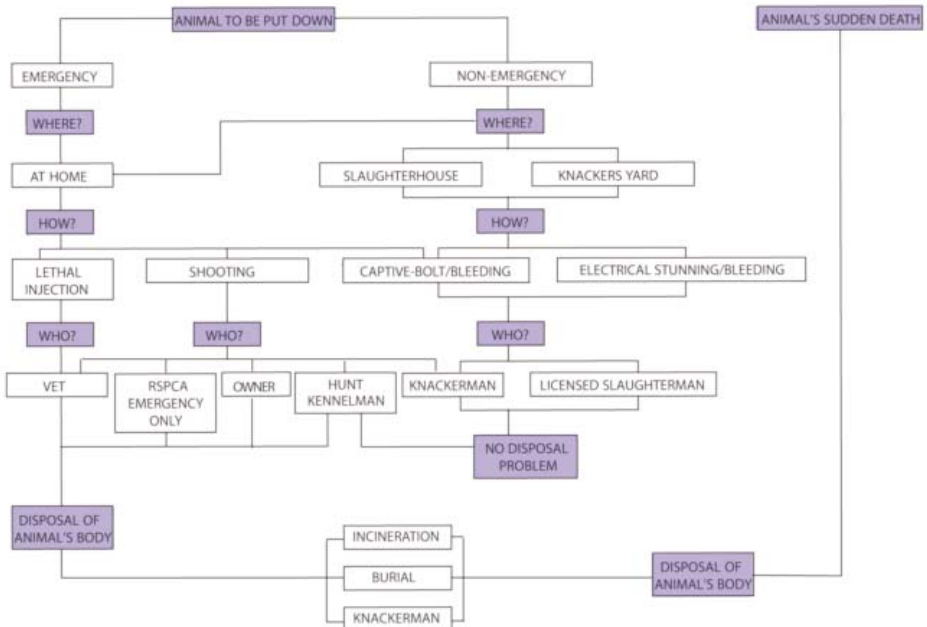 ANIMAL TO BE PUT DOWN
ANIMAL'S SUDDEN DEATH
EMERGENCY
NON-EMERGENCY
WHERE?
WHERE?
AT HOME
SLAUGHTERHOUSE
KNACKERS YARD
HOW?
HOW?
LETHAL
INJECTION
SHOOTING
CAPTIVE-BOLT/BLEEDING
ELECTRICAL STUNNING/BLEEDING
WHO?
WHO?
WHO?
VET
RSPCA
EMERGENCY
ONLY
OWNER
HUNT
KENNELMAN
KNACKERMAN
LICENSED SLAUGHTERMAN
NO DISPOSAL
PROBLEM
DISPOSAL OF
ANIMAL'S BODY
INCINERATION
BURIAL
KNACKERMAN
DISPOSAL OF
ANIMAL'S BODY